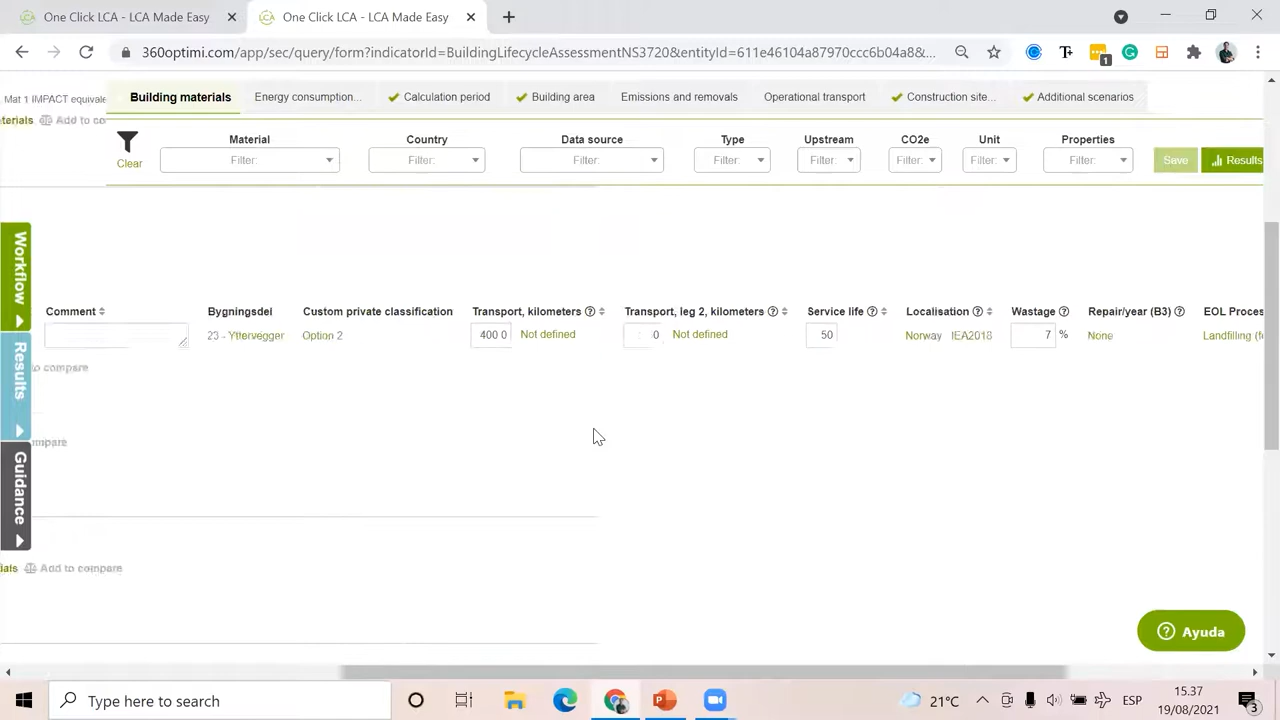 One Click LCA - LCA Made Easy
One Click LCA - LCA Made Easy
360optimi.com/app/sec/query/form?indicatorId=BuildingLifecycleAssessmentNS3720&entityId=611e46104a87970ccc6b04a8&...
1
Mat 1 IMPACT equivale
Building materials
Energy consumption...
Calculation period
Building area
Emissions and removals
Operational transport
Construction site...
Additional scenarios
terials Add to co
Clear
Material
Country
Data source
Type
Upstream
CO2e
Unit
Properties
Filter:
Filter:
Filter:
Filter:
Filter:
Filter:
Filter:
Filter:
Save
Results
Workflow
Results
Guidance
Comment
Bygningsdel
Custom private classification
Transport, kilometers
Transport, leg 2, kilometers
Service life
Localisation
Wastage
Repair/year (B3)
EOL Proces
23 - Yttervegger
Option 2
400 0
Not defined
0
Not defined
50
Norway
IEA2018
7
%
None
Landfilling (f
to compare
mpare
ials Add to compare
Ayuda
Type here to search
21°C
ESP
15.37
19/08/2021
3